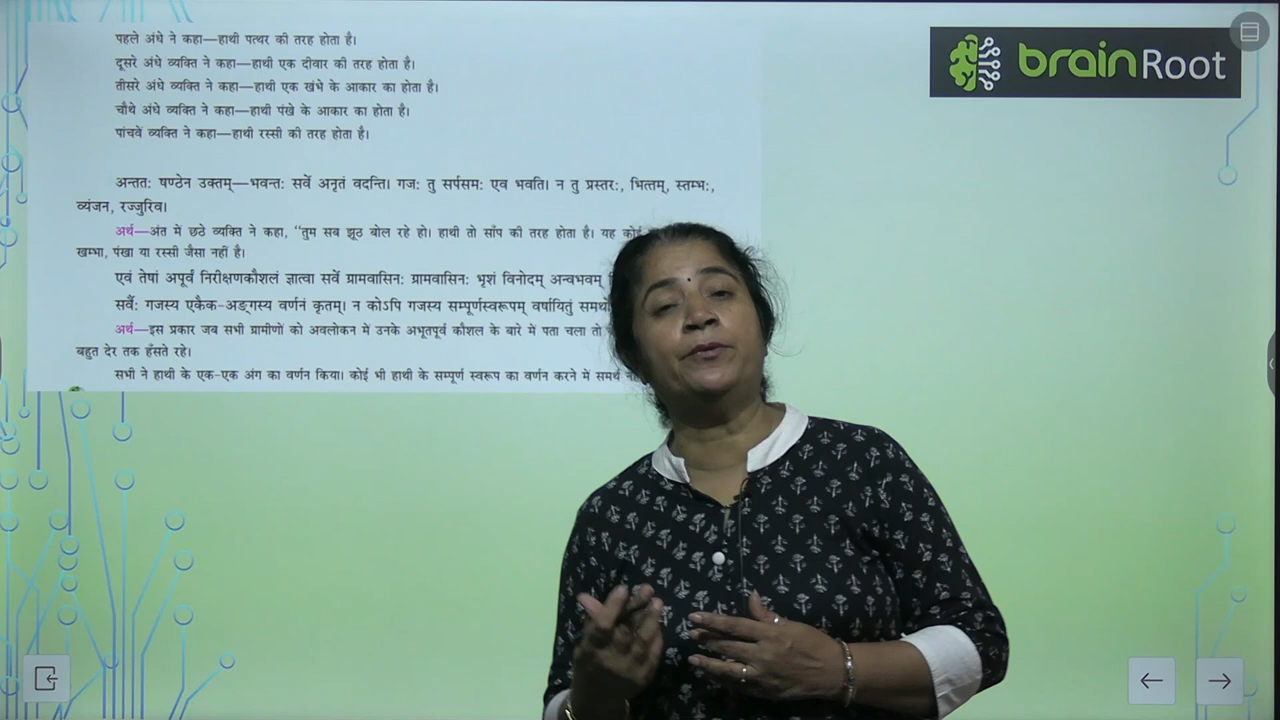 पहले अंधे ने कहा—हाथी पत्थर की तरह होता है।
दूसरे अंधे व्यक्ति ने कहा—हाथी एक दीवार की तरह होता है।
तीसरे अंधे व्यक्ति ने कहा—हाथी एक खंभे के आकार का होता है।
चौथे अंधे व्यक्ति ने कहा—हाथी पंखे के आकार का होता है।
पांचवें व्यक्ति ने कहा—हाथी रस्सी की तरह होता है।
अन्ततः षण्ठेन उक्तम्—भवन्तः सर्वे अनृतं वदन्ति। गजः तु सर्पसमः एव भवति। न तु प्रस्तरः, भित्तम्, स्तम्भः,
व्यंजन, रज्जुरिव।
अर्थ—अंत में छठे व्यक्ति ने कहा, “तुम सब झूठ बोल रहे हो। हाथी तो साँप की तरह होता है। यह कोई
खम्भा, पंखा या रस्सी जैसा नहीं है।
एवं तेषां अपूर्वं निरीक्षणकौशलं ज्ञात्वा सर्वे ग्रामवासिनः ग्रामवासिनः भृशं विनोदम् अन्वभवम्
सर्वैः गजस्य एकैक-अङ्गस्य वर्णनं कृतम्। न कोऽपि गजस्य सम्पूर्णस्वरूपम् वर्षायितुं
अर्थ—इस प्रकार जब सभी ग्रामीणों को अवलोकन में उनके अभूतपूर्व कौशल के बारे में पता चला तो
बहुत देर तक हँसते रहे।
सभी ने हाथी के एक-एक अंग का वर्णन किया। कोई भी हाथी के सम्पूर्ण स्वरूप का वर्णन करने में समर्थ
brainRoot